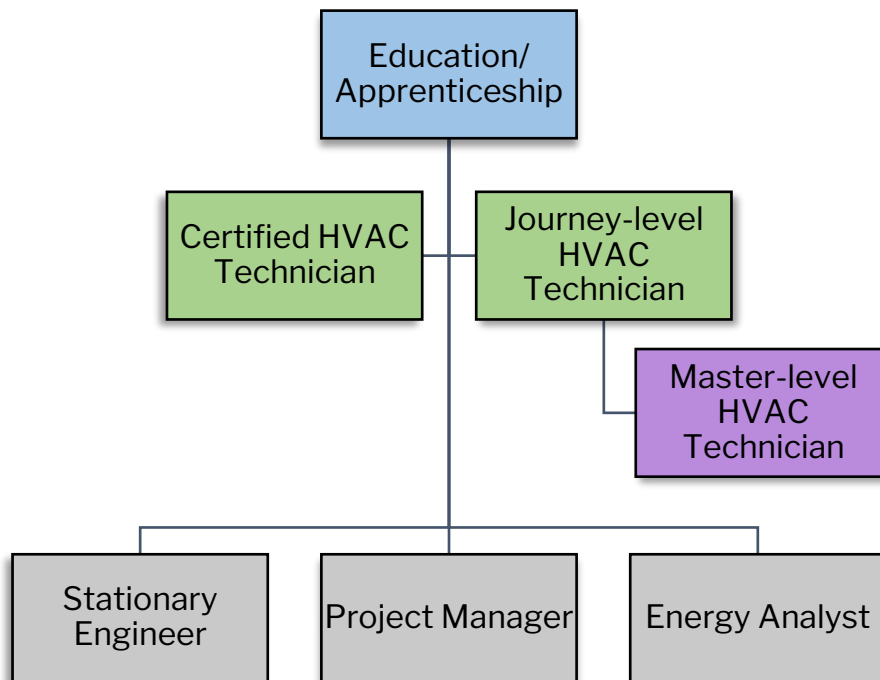 Education/
Apprenticeship
Certified HVAC
Technician
Journey-level
HVAC
Technician
Master-level
HVAC
Technician
Stationary
Engineer
Project Manager
Energy Analyst